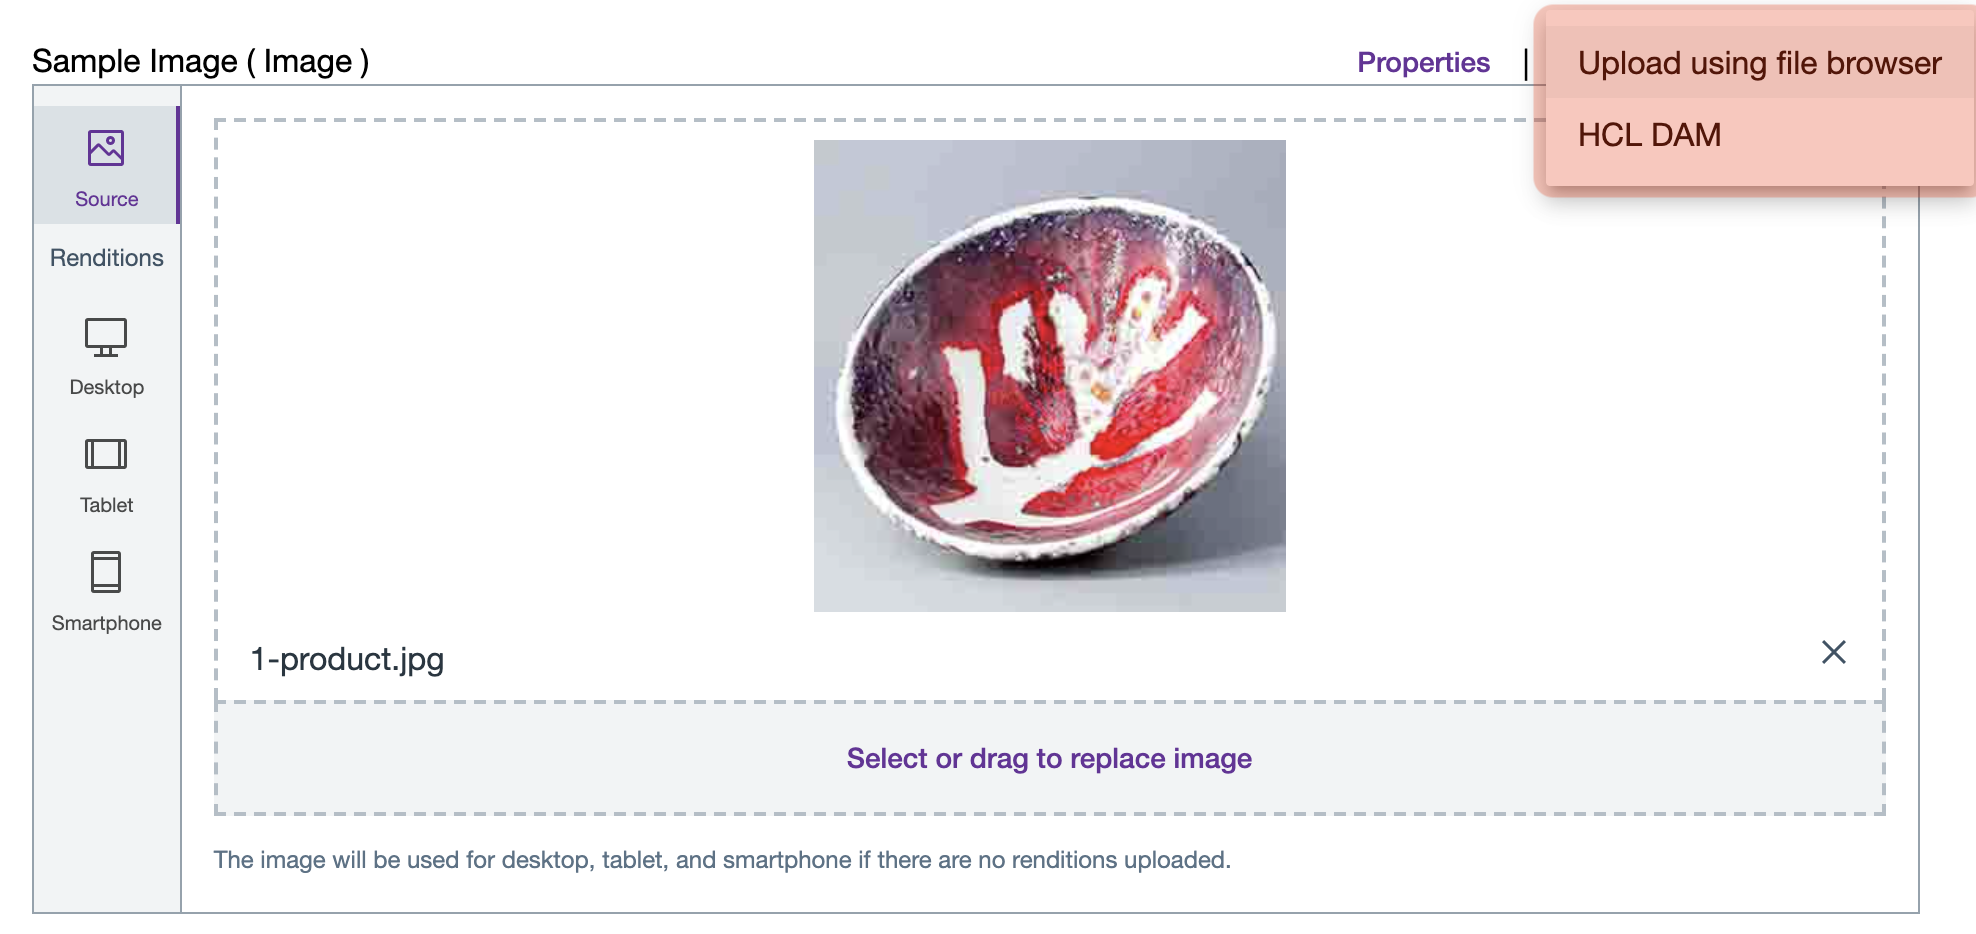 Sample Image ( Image )
Properties |
Upload using file browser
HCL DAM
Source
Renditions
Desktop
Tablet
Smartphone
1-product.jpg
Select or drag to replace image
The image will be used for desktop, tablet, and smartphone if there are no renditions uploaded.